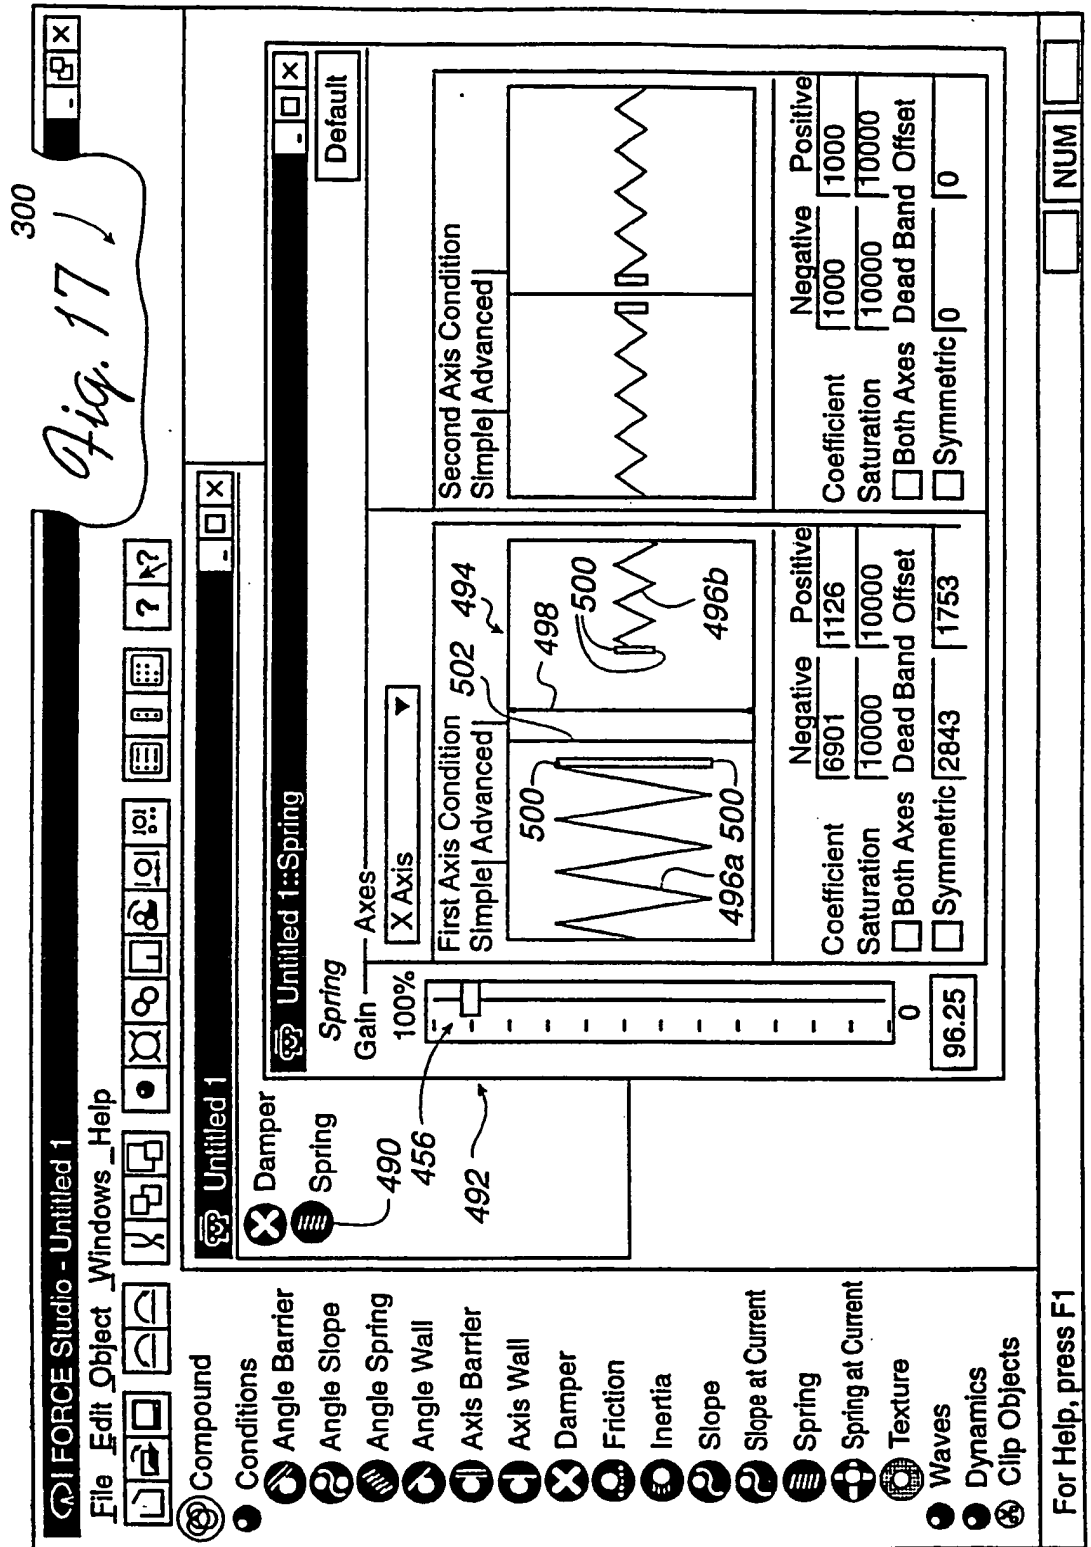 300
Fig. 17
I FORCE Studio - Untitled 1
File Edit Object Windows Help
Compound
Conditions
Angle Barrier
Angle Slope
Angle Spring
Angle Wall
Axis Barrier
Axis Wall
Damper
Friction
Inertia
Slope
Slope at Current
Spring
Spring at Current
Texture
Waves
Dynamics
Clip Objects
Untitled 1
Damper
Spring
490
456
492
Untitled 1::Spring
Default
Spring
Gain
100%
0
96.25
Axes
X Axis
First Axis Condition
Simple Advanced
502
494
498
500
500
500
496a
496b
Negative Positive
Coefficient 6901 1126
Saturation 10000 10000
Both Axes Dead Band Offset
Symmetric 2843 1753
Second Axis Condition
Simple Advanced
Negative Positive
Coefficient 1000 1000
Saturation 10000 10000
Both Axes Dead Band Offset
Symmetric 0 0
For Help, press F1
NUM